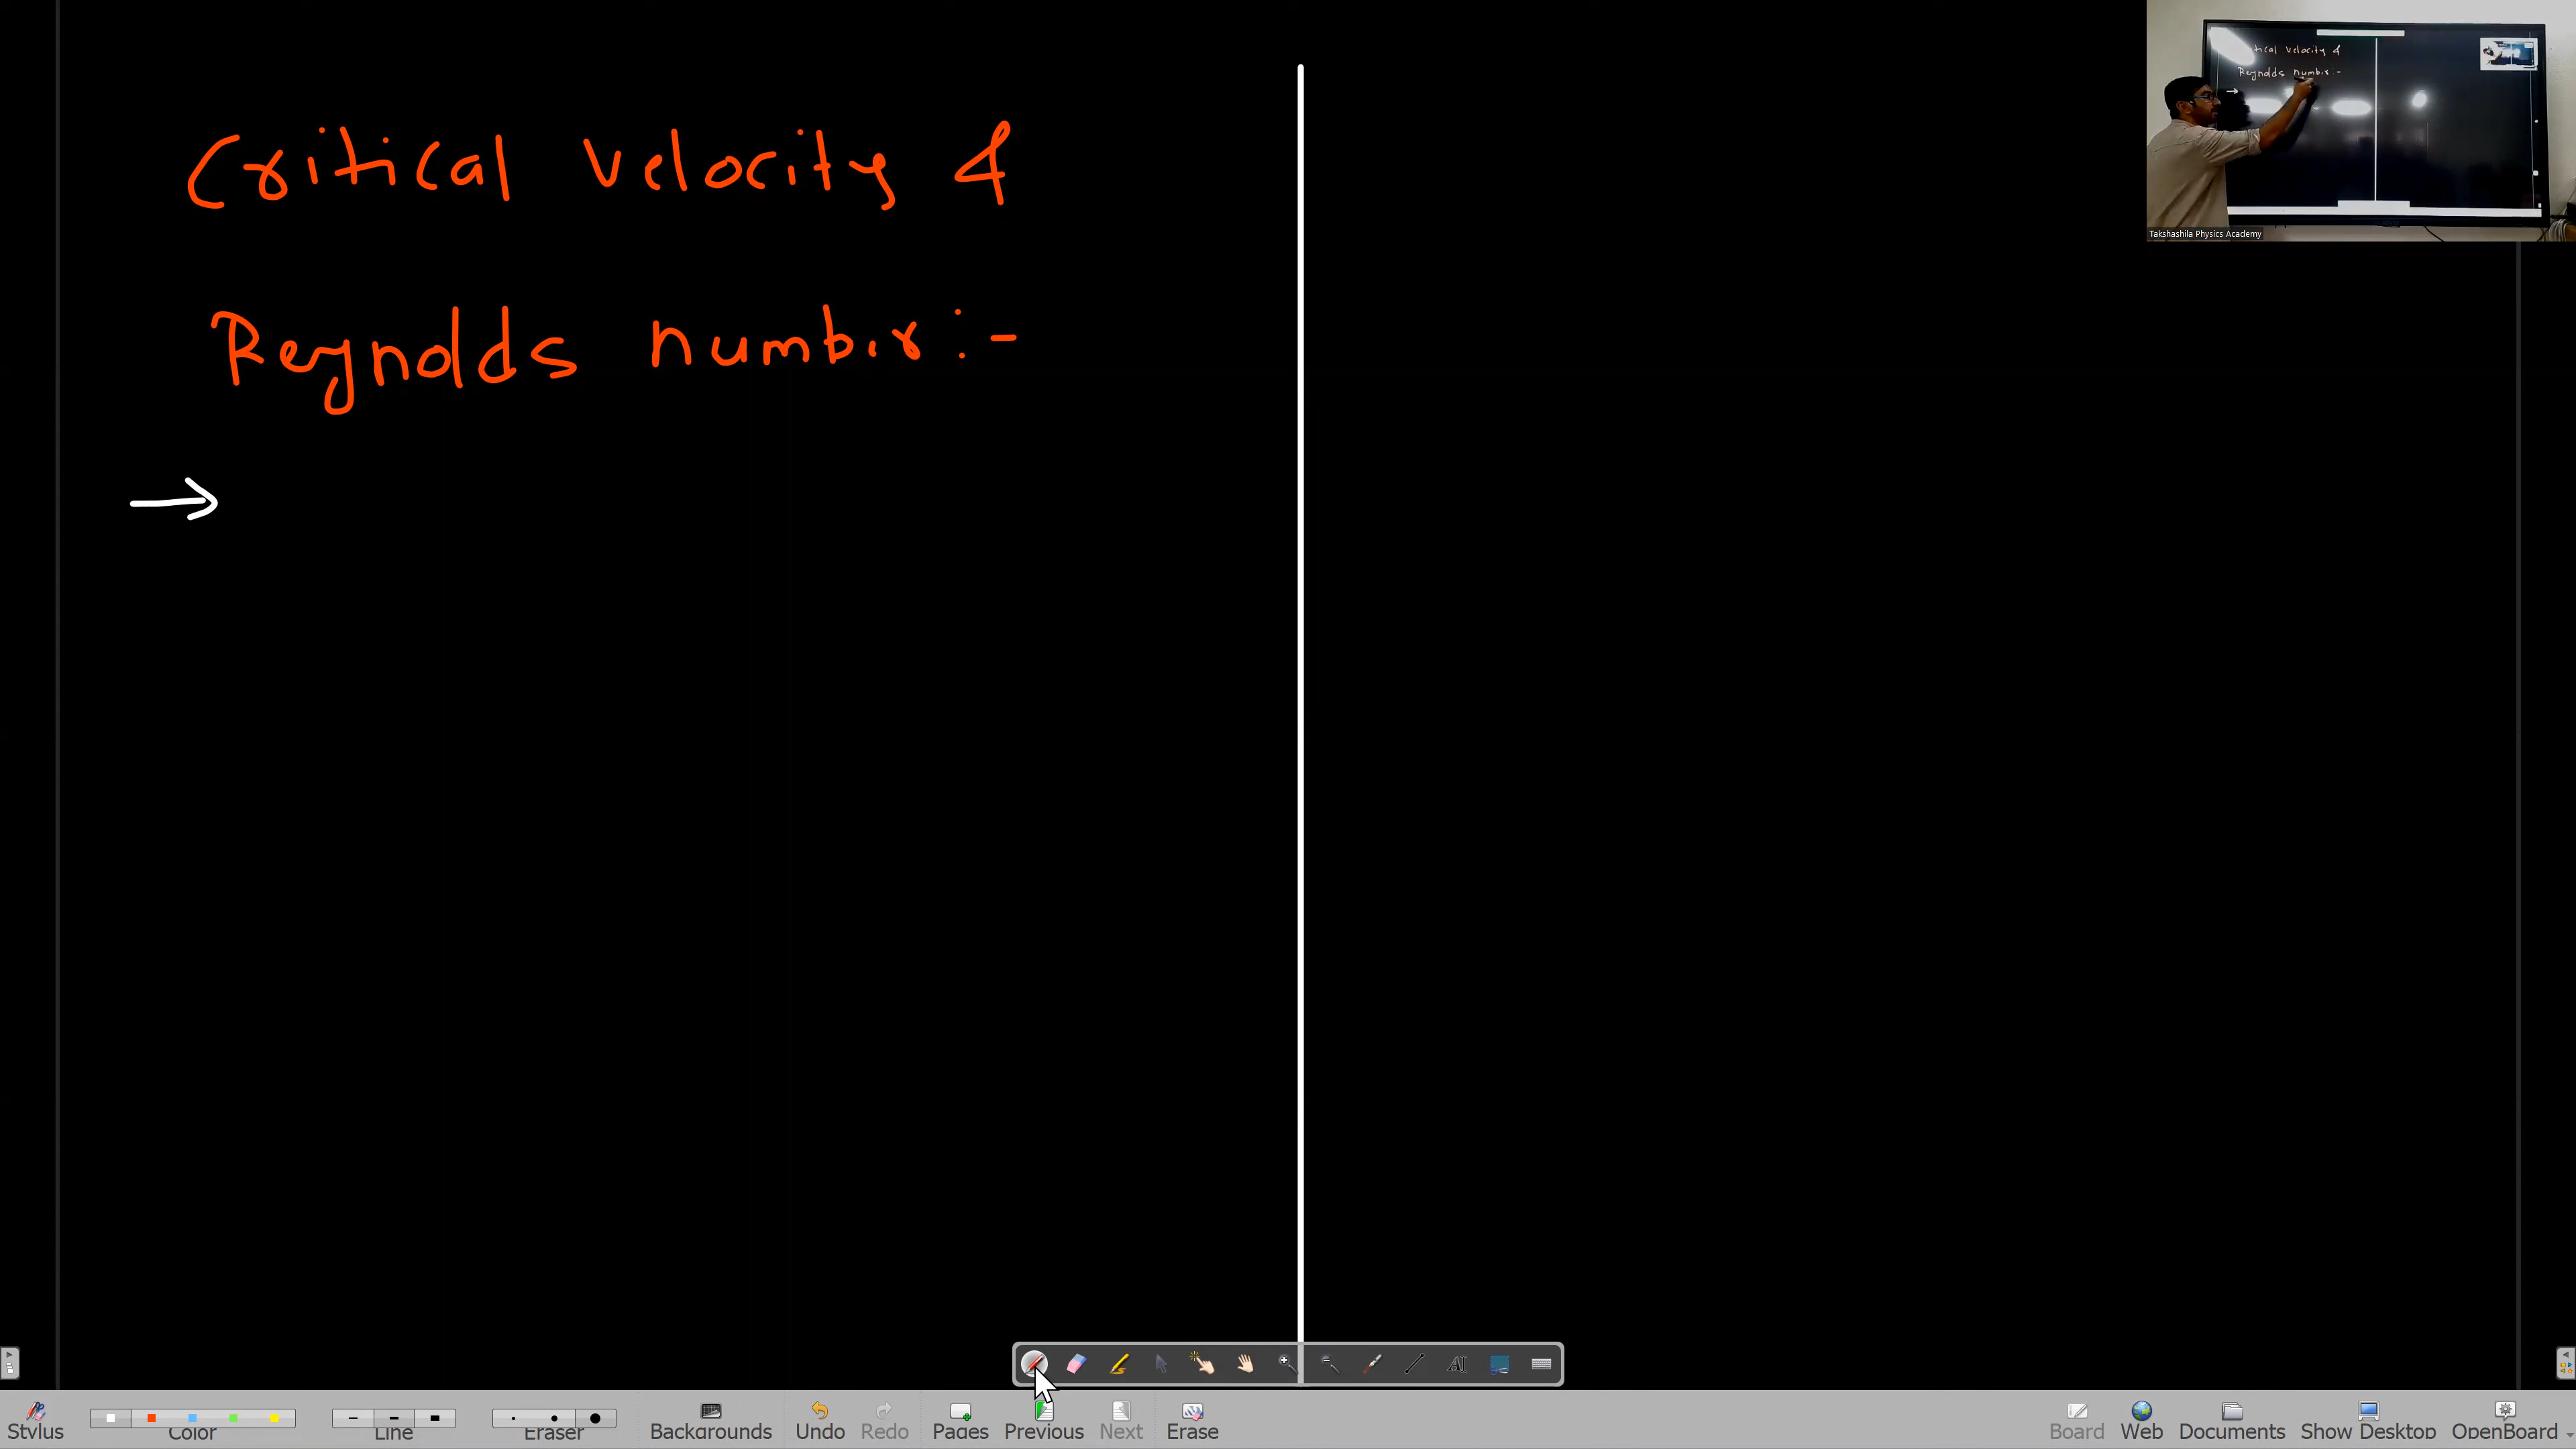 Critical velocity &
Reynolds number :-
→
Takshashila Physics Academy
Stylus
Color
Line
Eraser
Backgrounds
Undo
Redo
Pages
Previous
Next
Erase
Board
Web
Documents
Show Desktop
OpenBoard